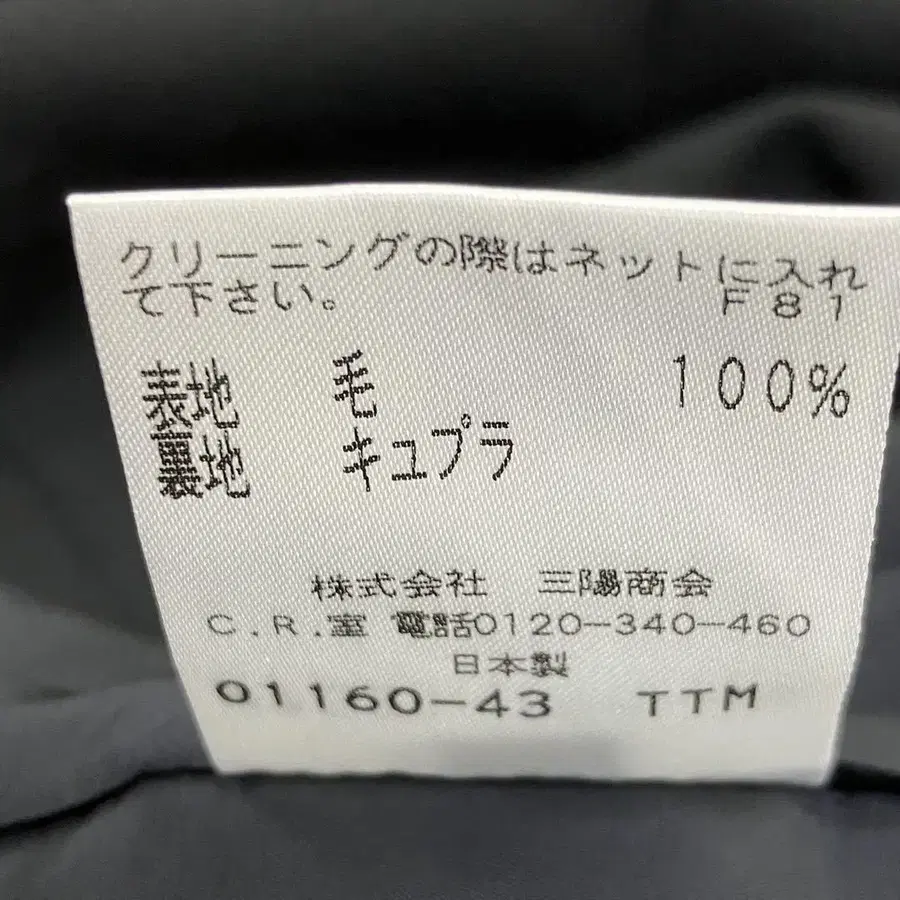 クリーニングの際はネットに入れ
て下さい。 F81
表地 毛 100%
裏地 キュプラ
株式会社 三陽商会
C.R.室 電話0120-340-460
日本製
01160-43 TTM